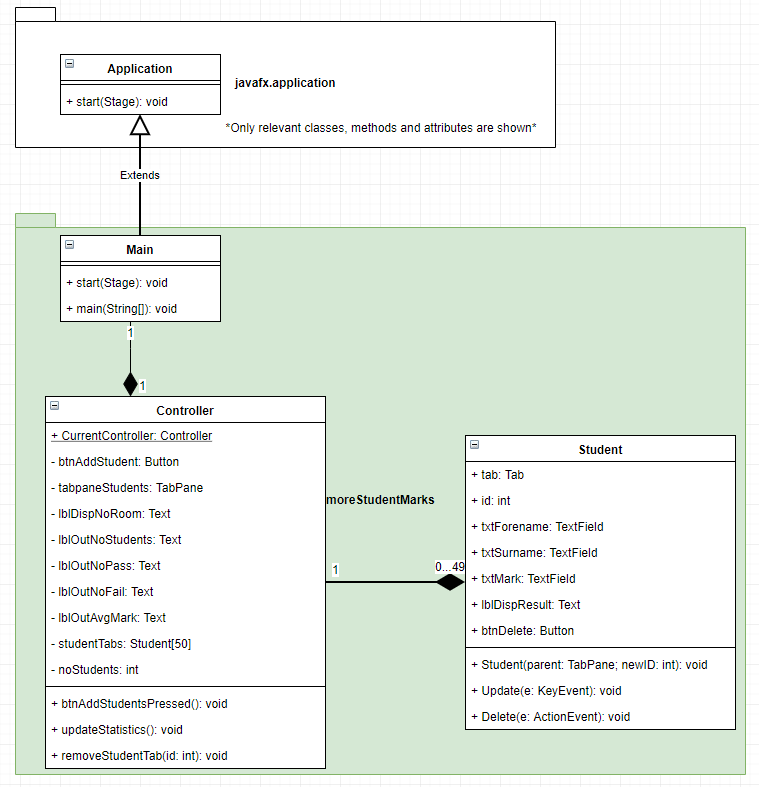 Application
+ start(Stage): void
javafx.application
*Only relevant classes, methods and attributes are shown*
Extends
Main
+ start(Stage): void
+ main(String[]): void
1
1
Controller
+ CurrentController: Controller
- btnAddStudent: Button
- tabpaneStudents: TabPane
- lblDispNoRoom: Text
- lblOutNoStudents: Text
- lblOutNoPass: Text
- lblOutNoFail: Text
- lblOutAvgMark: Text
- studentTabs: Student[50]
- noStudents: int
+ btnAddStudentsPressed(): void
+ updateStatistics(): void
+ removeStudentTab(id: int): void
moreStudentMarks
1
0...49
Student
+ tab: Tab
+ id: int
+ txtForename: TextField
+ txtSurname: TextField
+ txtMark: TextField
+ lblDispResult: Text
+ btnDelete: Button
+ Student(parent: TabPane; newID: int): void
+ Update(e: KeyEvent): void
+ Delete(e: ActionEvent): void